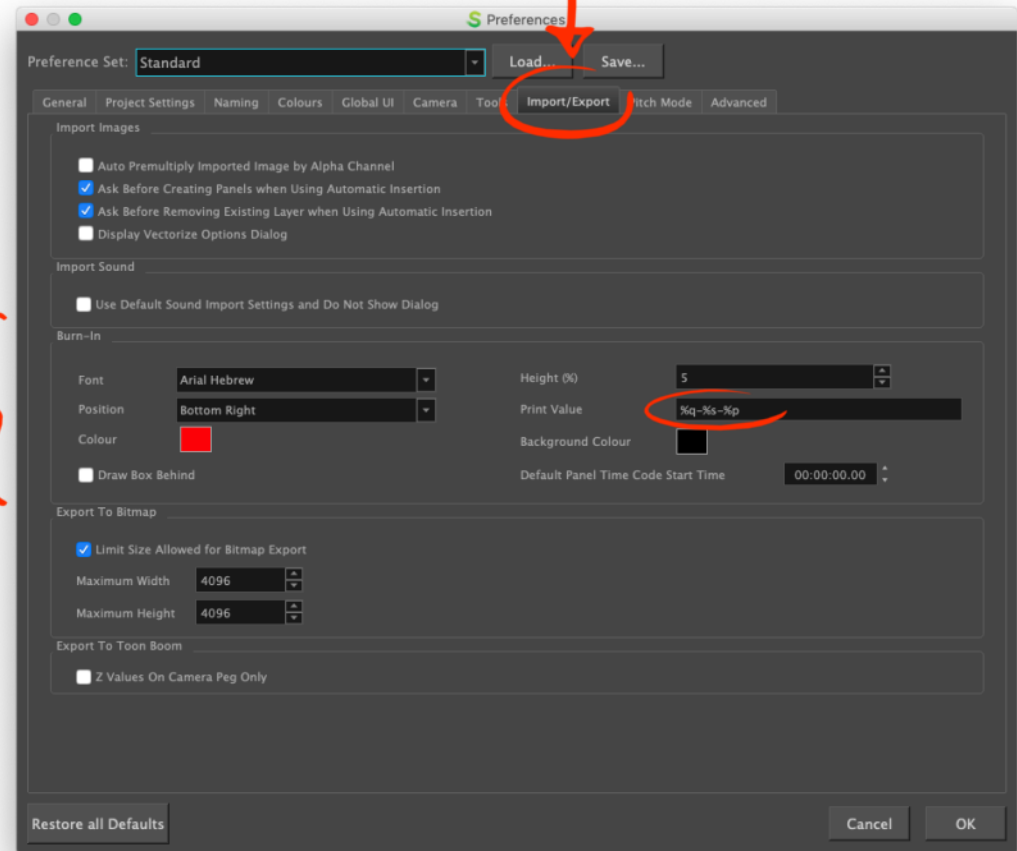 Preferences
Preference Set: Standard Load... Save...
General Project Settings Naming Colours Global UI Camera Tools Import/Export Pitch Mode Advanced
Import Images
Auto Premultiply Imported Image by Alpha Channel
Ask Before Creating Panels when Using Automatic Insertion
Ask Before Removing Existing Layer when Using Automatic Insertion
Display Vectorize Options Dialog
Import Sound
Use Default Sound Import Settings and Do Not Show Dialog
Burn-In
Font Arial Hebrew Height (%) 5
Position Bottom Right Print Value %q-%s-%p
Colour Background Colour
Draw Box Behind Default Panel Time Code Start Time 00:00:00.00
Export To Bitmap
Limit Size Allowed for Bitmap Export
Maximum Width 4096
Maximum Height 4096
Export To Toon Boom
Z Values On Camera Peg Only
Restore all Defaults Cancel OK